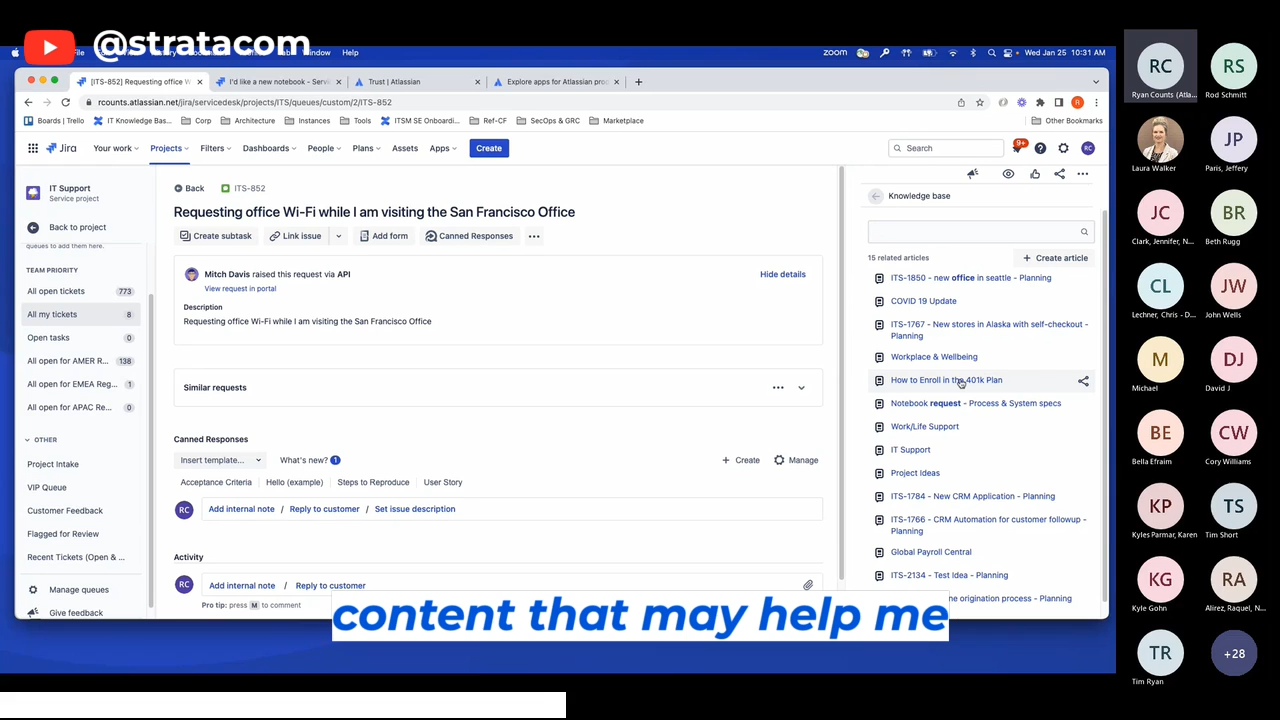 @stratacom
File
Window
Help
zoom
Wed Jan 25 10:31 AM
[ITS-852] Requesting office W
I'd like a new notebook - Servi
Trust | Atlassian
Explore apps for Atlassian pro
rcounts.atlassian.net/jira/servicedesk/projects/ITS/queues/custom/2/ITS-852
R
Boards | Trello
IT Knowledge Bas...
Corp
Architecture
Instances
Tools
ITSM SE Onboardi...
Ref-CF
SecOps & GRC
Marketplace
Other Bookmarks
Jira
Your work
Projects
Filters
Dashboards
People
Plans
Assets
Apps
Create
Search
9+
RC
IT Support
Service project
Back to project
queues to add them here.
TEAM PRIORITY
All open tickets 773
All my tickets 8
Open tasks 0
All open for AMER R... 138
All open for EMEA Reg... 1
All open for APAC Re... 0
OTHER
Project Intake
VIP Queue
Customer Feedback
Flagged for Review
Recent Tickets (Open & ...
Manage queues
Give feedback
Back
ITS-852
Requesting office Wi-Fi while I am visiting the San Francisco Office
Create subtask
Link issue
Add form
Canned Responses
Mitch Davis raised this request via API
Hide details
View request in portal
Description
Requesting office Wi-Fi while I am visiting the San Francisco Office
Similar requests
Canned Responses
Insert template...
What's new? 1
Create
Manage
Acceptance Criteria
Hello (example)
Steps to Reproduce
User Story
RC
Add internal note / Reply to customer / Set issue description
Activity
RC
Add internal note / Reply to customer
Pro tip: press M to comment
Knowledge base
15 related articles
Create article
ITS-1850 - new office in seattle - Planning
COVID 19 Update
ITS-1767 - New stores in Alaska with self-checkout -
Planning
Workplace & Wellbeing
How to Enroll in the 401k Plan
Notebook request - Process & System specs
Work/Life Support
IT Support
Project Ideas
ITS-1784 - New CRM Application - Planning
ITS-1766 - CRM Automation for customer followup -
Planning
Global Payroll Central
ITS-2134 - Test Idea - Planning
ne origination process - Planning
content that may help me
RC
Ryan Counts (Atla...
RS
Rod Schmitt
Laura Walker
JP
Paris, Jeffery
JC
Clark, Jennifer, N...
BR
Beth Rugg
CL
Lechner, Chris - D...
JW
John Wells
M
Michael
DJ
David J
BE
Bella Efraim
CW
Cory Williams
KP
Kyles Parmar, Karen
TS
Tim Short
KG
Kyle Gohn
RA
Alirez, Raquel, N...
TR
Tim Ryan
+28